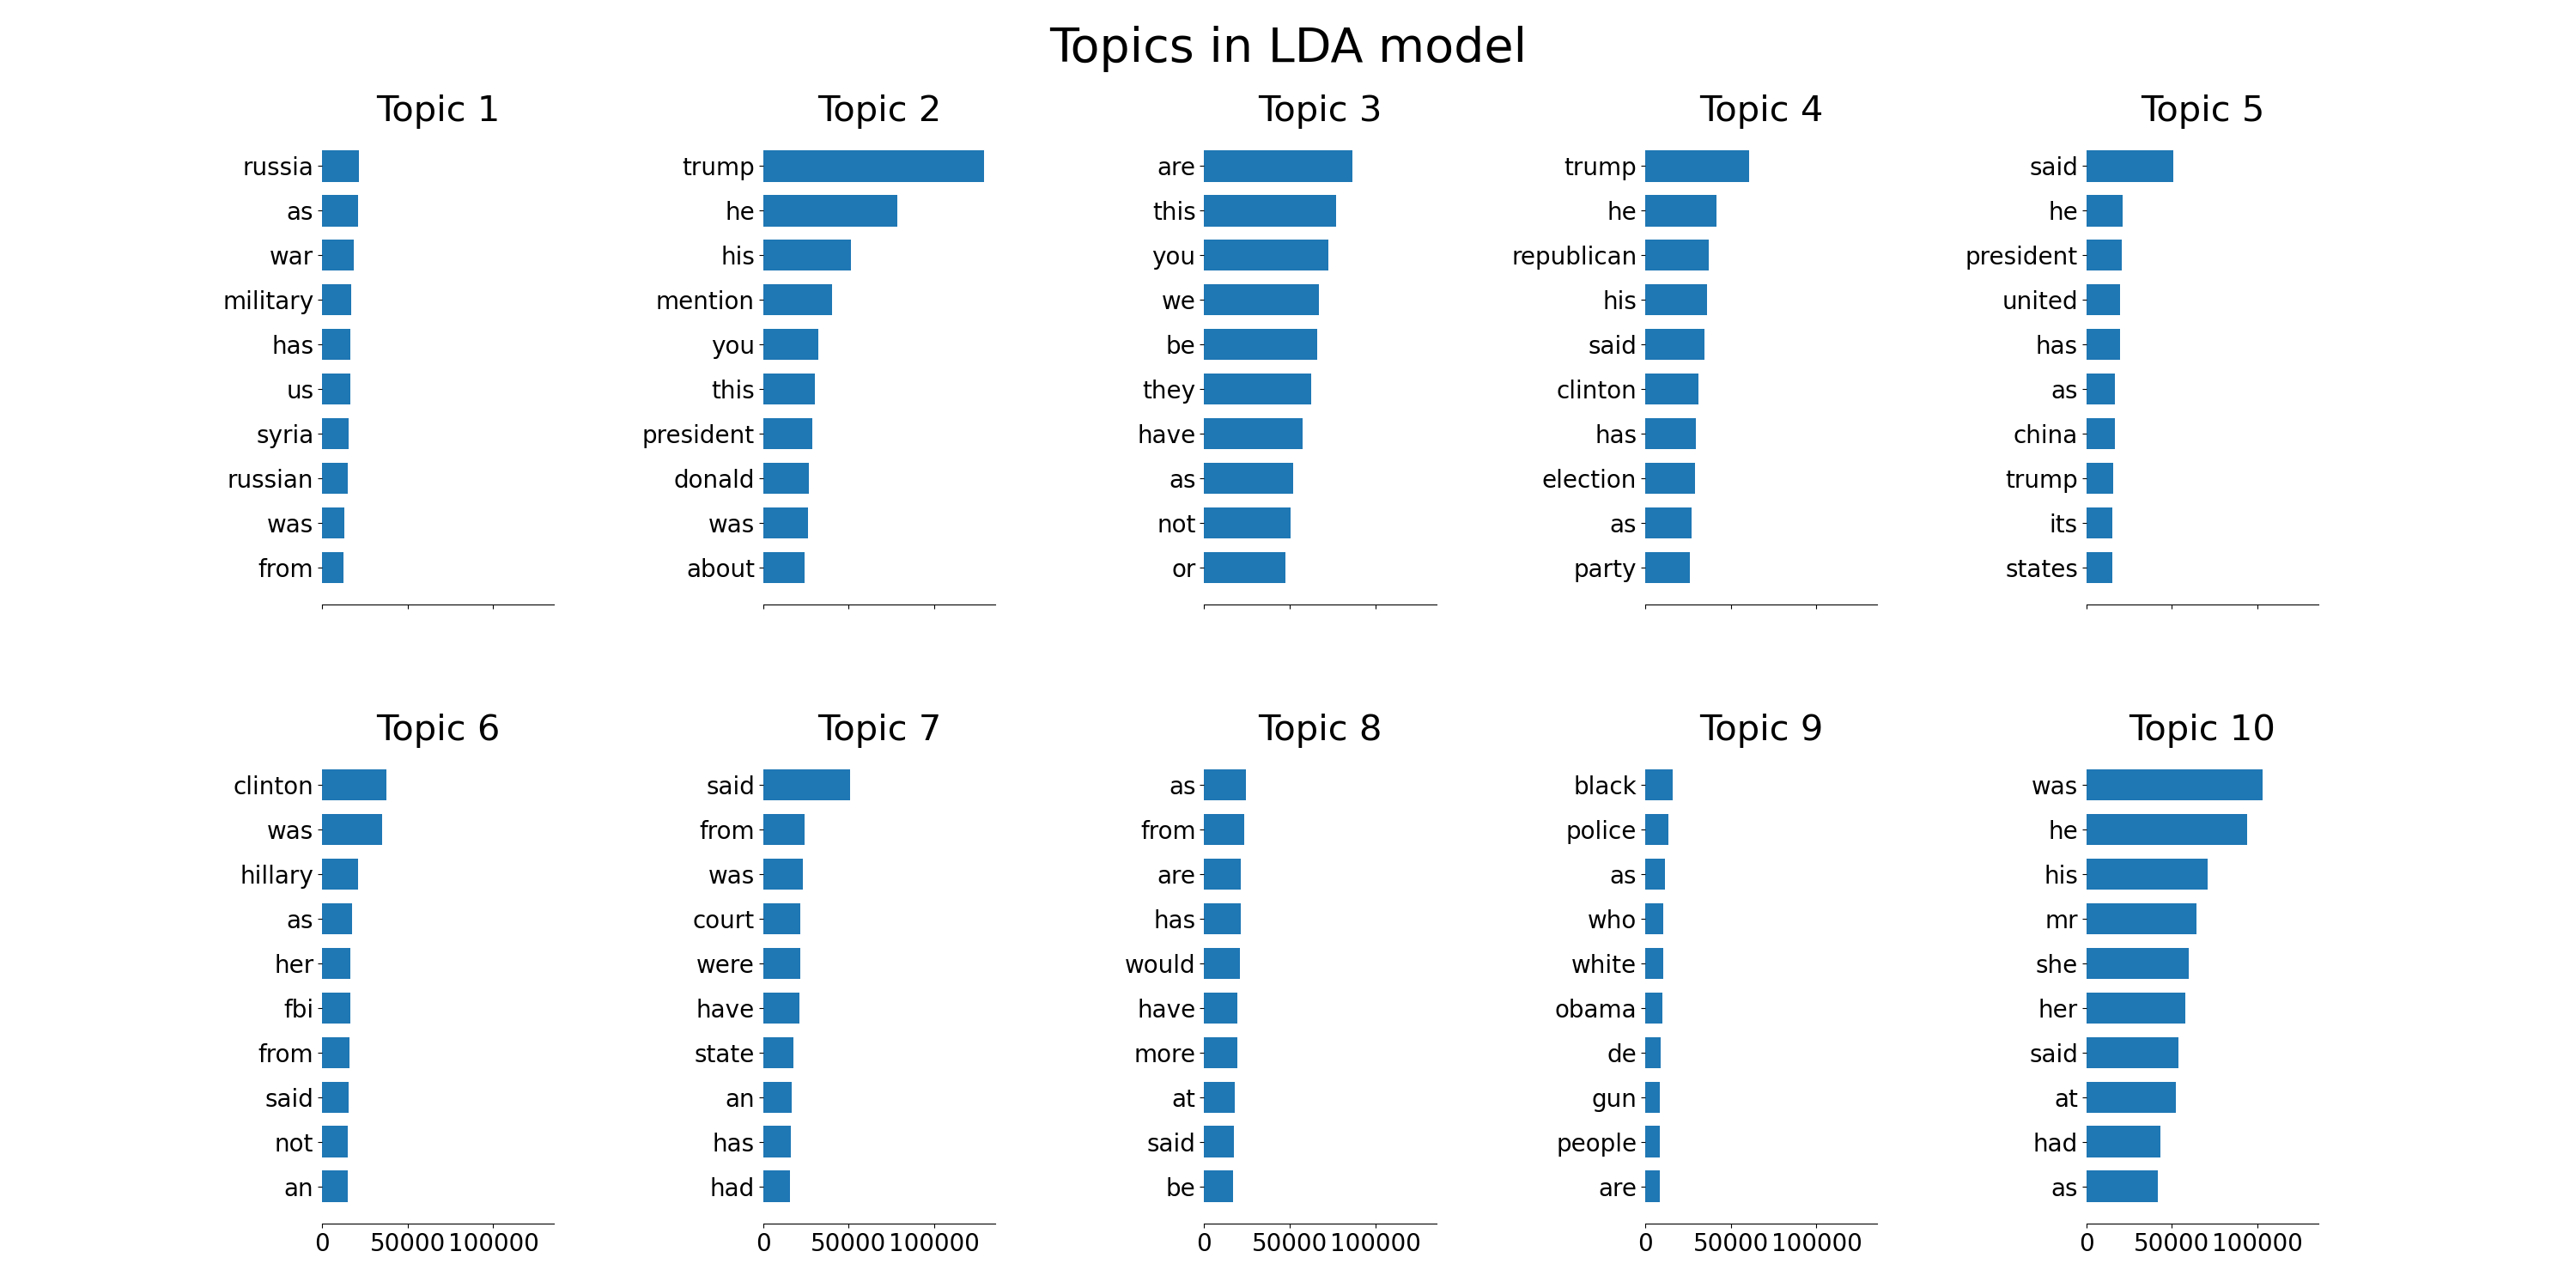 Topics in LDA model
Topic 1
russia
as
war
military
has
us
syria
russian
was
from
Topic 2
trump
he
his
mention
you
this
president
donald
was
about
Topic 3
are
this
you
we
be
they
have
as
not
or
Topic 4
trump
he
republican
his
said
clinton
has
election
as
party
Topic 5
said
he
president
united
has
as
china
trump
its
states
Topic 6
clinton
was
hillary
as
her
fbi
from
said
not
an
0 50000 100000
Topic 7
said
from
was
court
were
have
state
an
has
had
0 50000 100000
Topic 8
as
from
are
has
would
have
more
at
said
be
0 50000 100000
Topic 9
black
police
as
who
white
obama
de
gun
people
are
0 50000 100000
Topic 10
was
he
his
mr
she
her
said
at
had
as
0 50000 100000